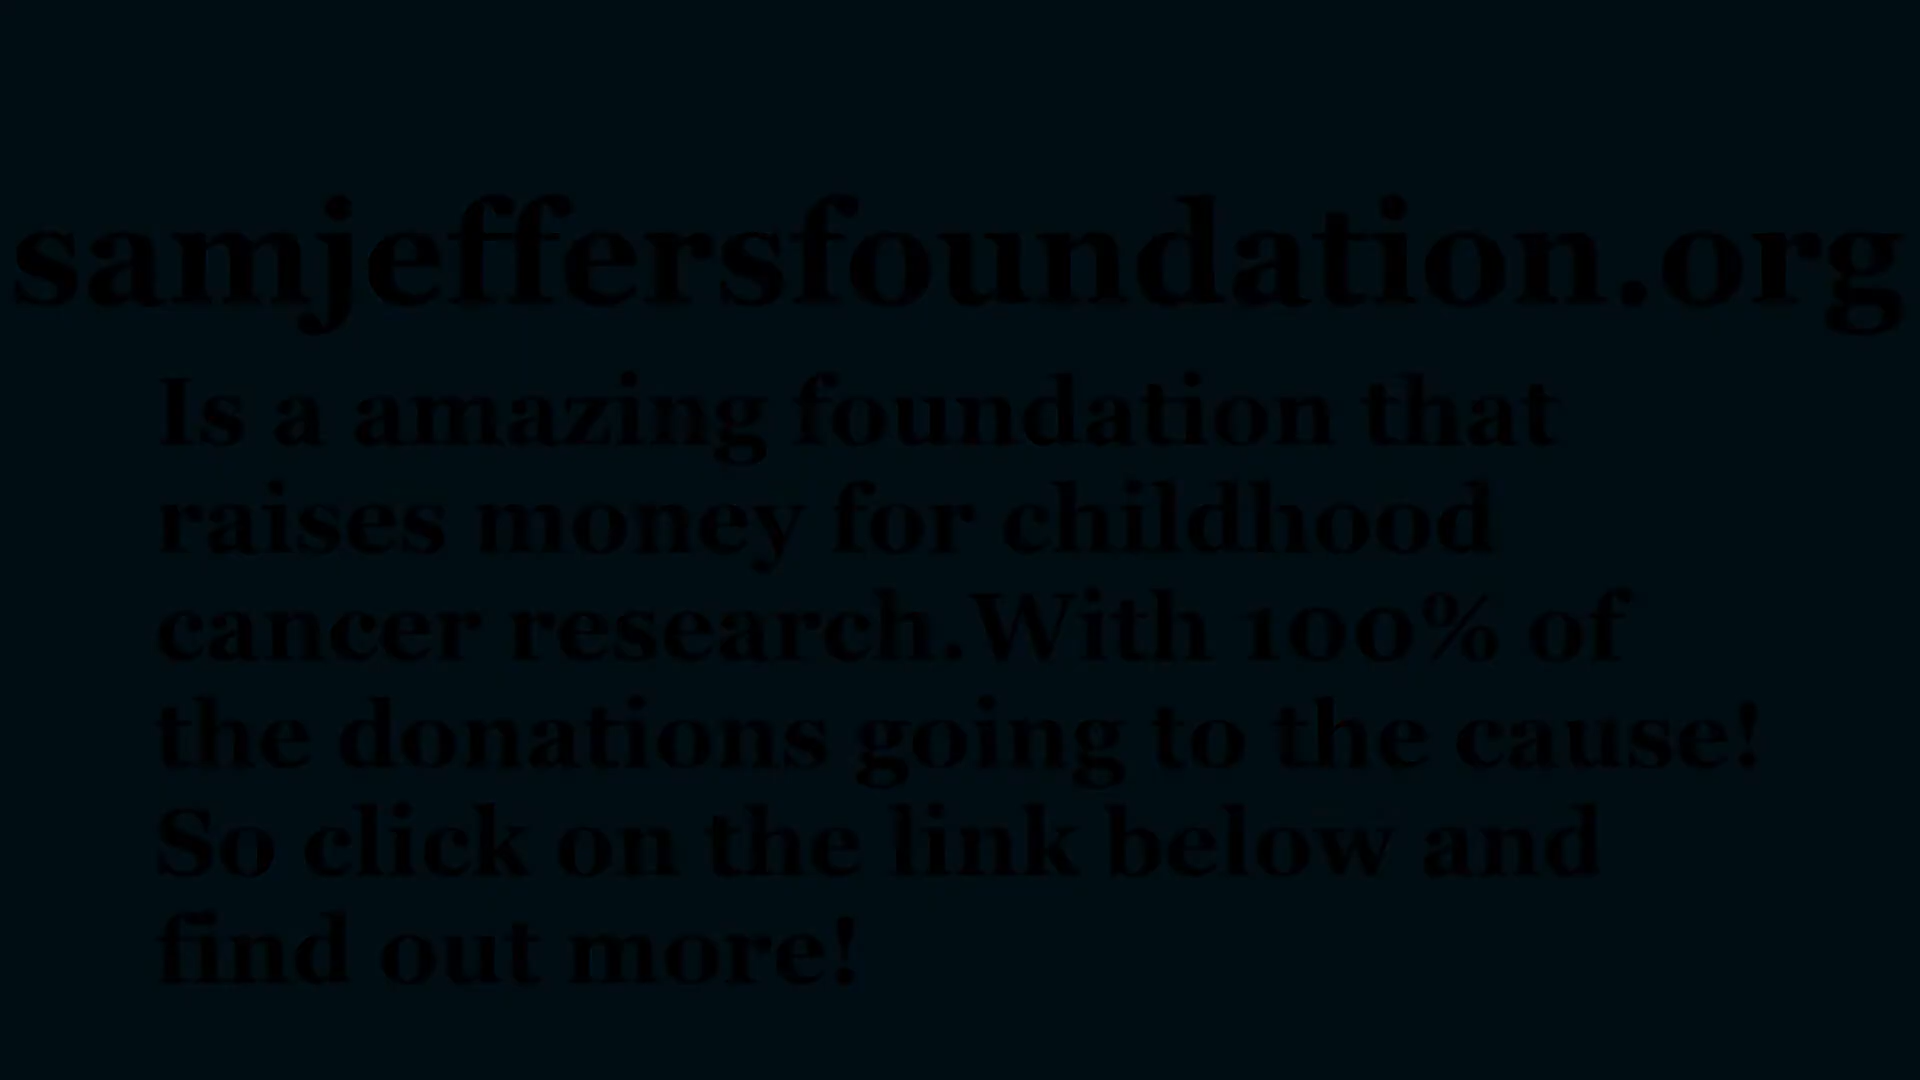 samjeffersfoundation.org
Is a amazing foundation that
raises money for childhood
cancer research.With 100% of
the donations going to the cause!
So click on the link below and
find out more!